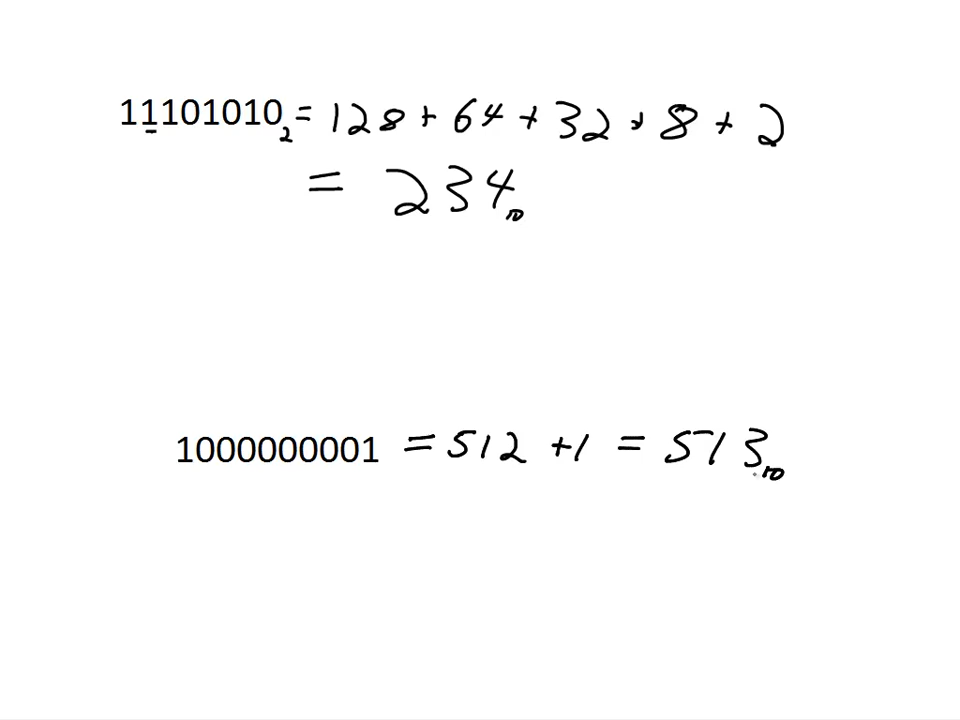 11101010₂ = 128 + 64 + 32 + 8 + 2
= 234₁₀
1000000001 = 512 + 1 = 513₁₀